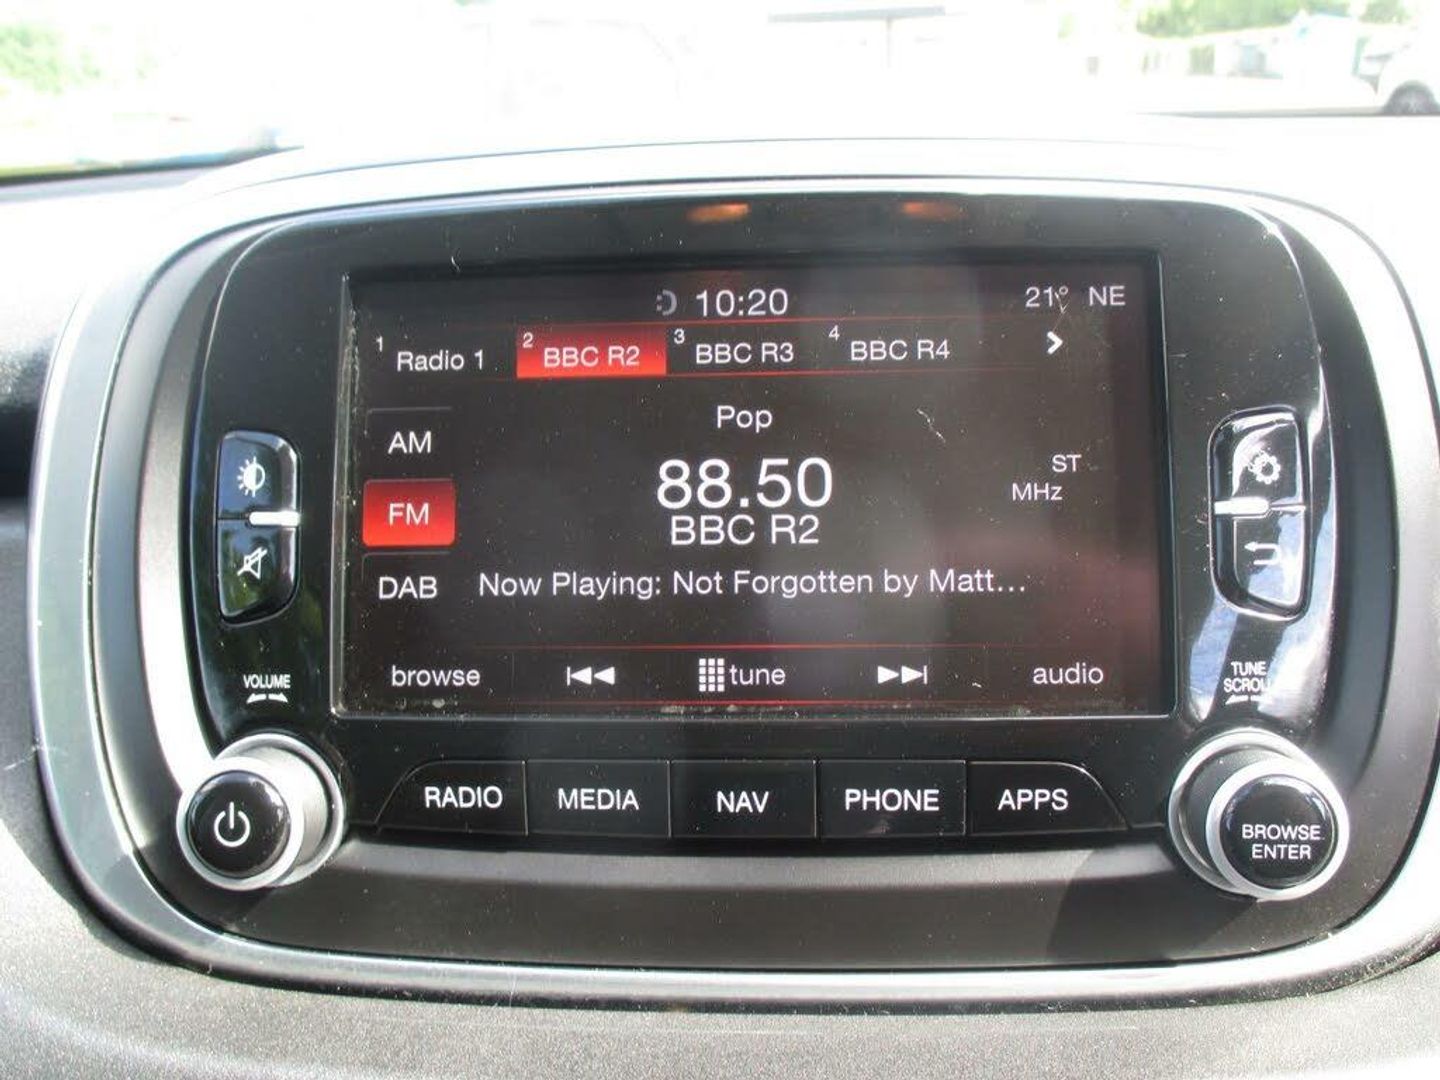 10:20
21° NE
1 Radio 1
2 BBC R2
3 BBC R3
4 BBC R4
Pop
AM
88.50
ST
MHz
FM
BBC R2
DAB
Now Playing: Not Forgotten by Matt...
browse
tune
audio
VOLUME
TUNE
SCROLL
RADIO
MEDIA
NAV
PHONE
APPS
BROWSE
ENTER